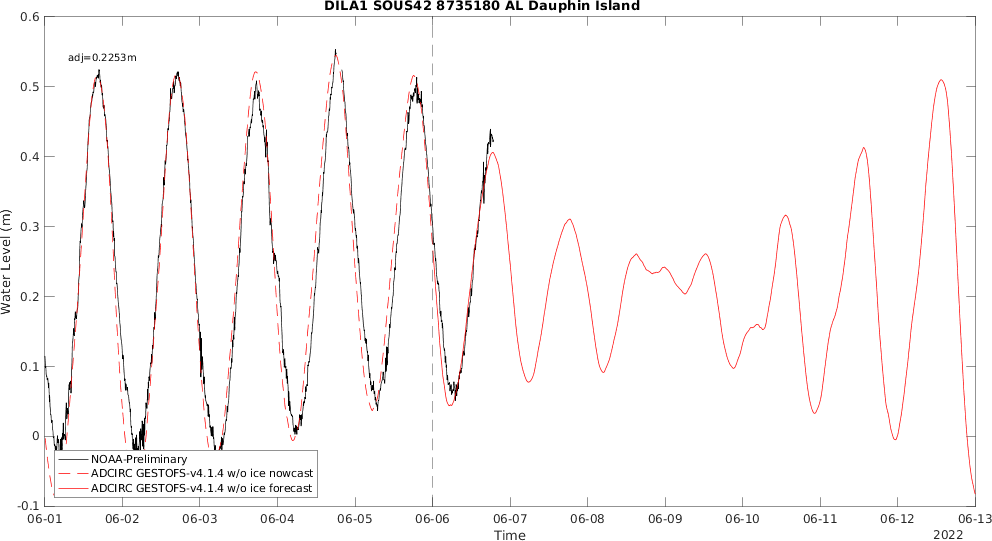 DILA1 SOUS42 8735180 AL Dauphin Island
0.6
adj=0.2253m
0.5
0.4
0.3
0.2
0.1
0
-0.1
Water Level (m)
NOAA-Preliminary
ADCIRC GESTOFS-v4.1.4 w/o ice nowcast
ADCIRC GESTOFS-v4.1.4 w/o ice forecast
06-01 06-02 06-03 06-04 06-05 06-06 06-07 06-08 06-09 06-10 06-11 06-12 06-13
Time
2022